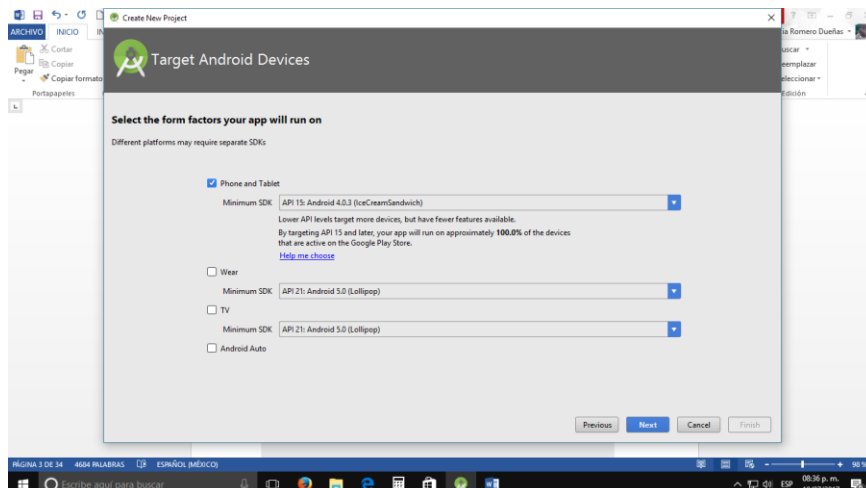 Create New Project
ARCHIVO INICIO
ia Romero Dueñas
Cortar
Copiar
Copiar formato
Pegar
Portapapeles
uscar
eemplazar
eleccionar
Edición
Target Android Devices
Select the form factors your app will run on
Different platforms may require separate SDKs
Phone and Tablet
Minimum SDK API 15: Android 4.0.3 (IceCreamSandwich)
Lower API levels target more devices, but have fewer features available.
By targeting API 15 and later, your app will run on approximately 100.0% of the devices
that are active on the Google Play Store.
Help me choose
Wear
Minimum SDK API 21: Android 5.0 (Lollipop)
TV
Minimum SDK API 21: Android 5.0 (Lollipop)
Android Auto
Previous Next Cancel Finish
PÁGINA 3 DE 34 4684 PALABRAS ESPAÑOL (MÉXICO) 98%
Escribe aquí para buscar
ESP 08:36 p. m.